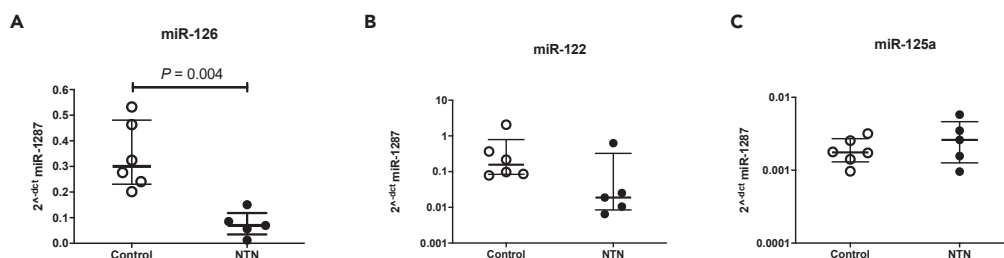 A
miR-126
P = 0.004
2^-dct miR-1287
0.6
0.5
0.4
0.3
0.2
0.1
0.0
Control
NTN
B
miR-122
2^-dct miR-1287
10
1
0.1
0.01
0.001
Control
NTN
C
miR-125a
2^-dct miR-1287
0.01
0.001
0.0001
Control
NTN